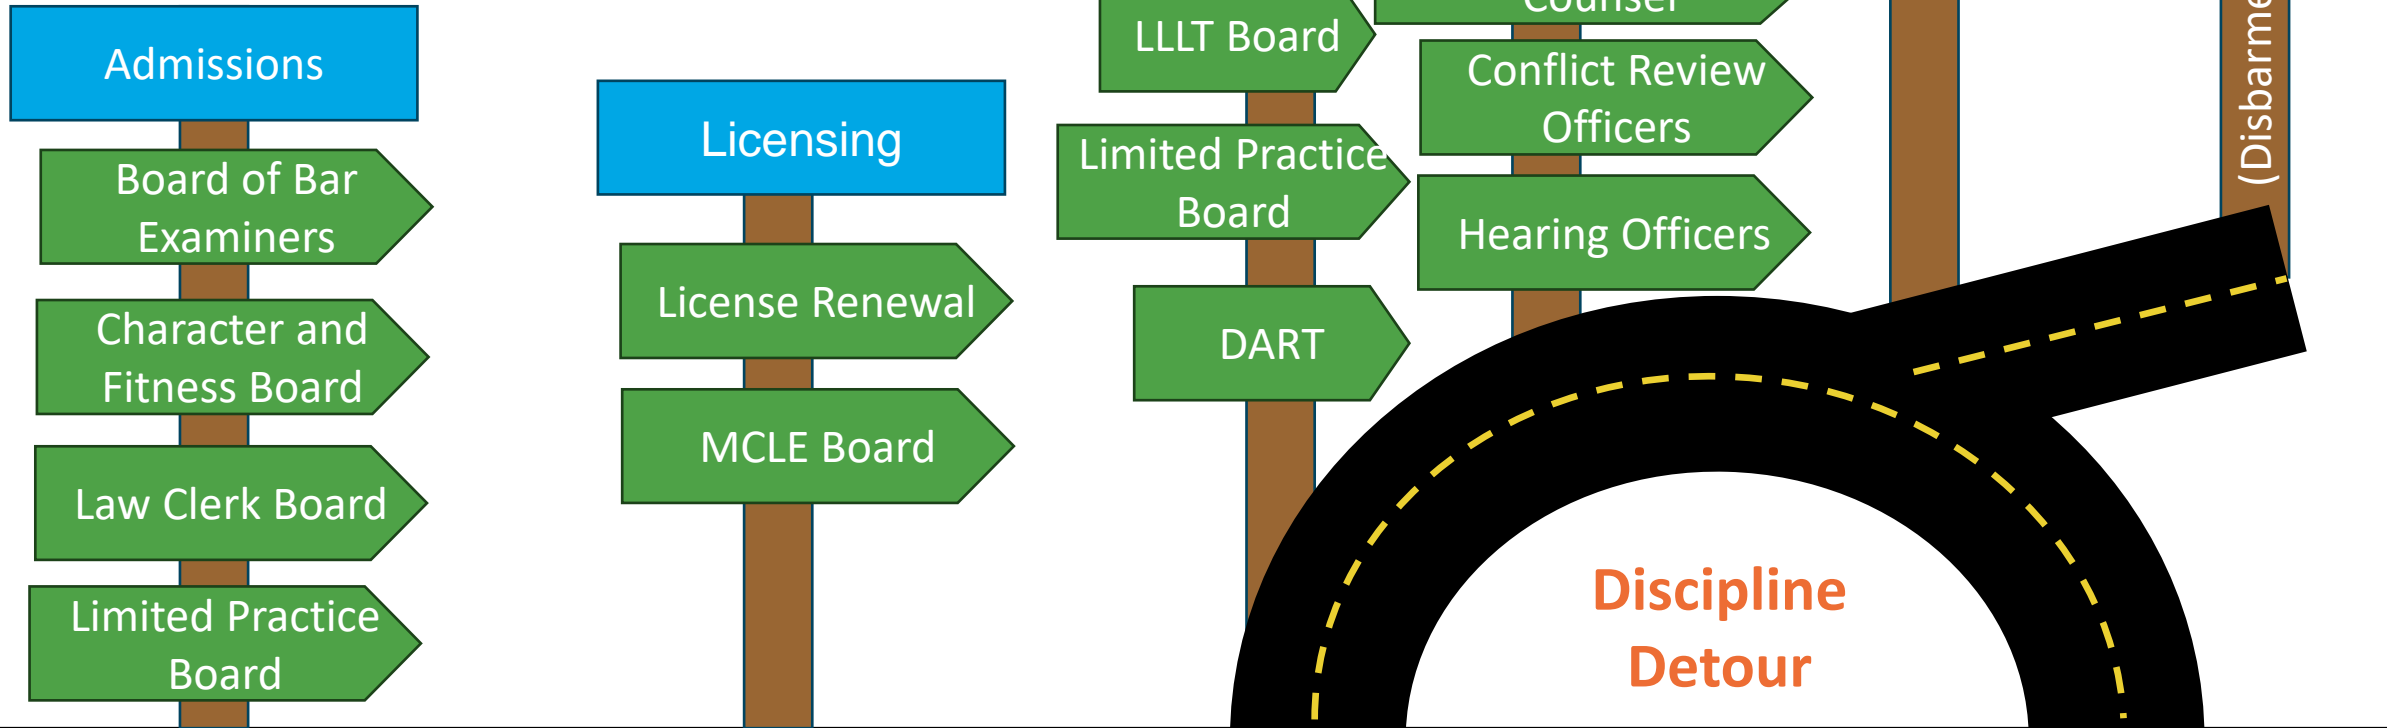 Admissions
Board of Bar
Examiners
Character and
Fitness Board
Law Clerk Board
Limited Practice
Board
Licensing
License Renewal
MCLE Board
LLLT Board
Limited Practice
Board
DART
Counsel
Conflict Review
Officers
Hearing Officers
Discipline
Detour